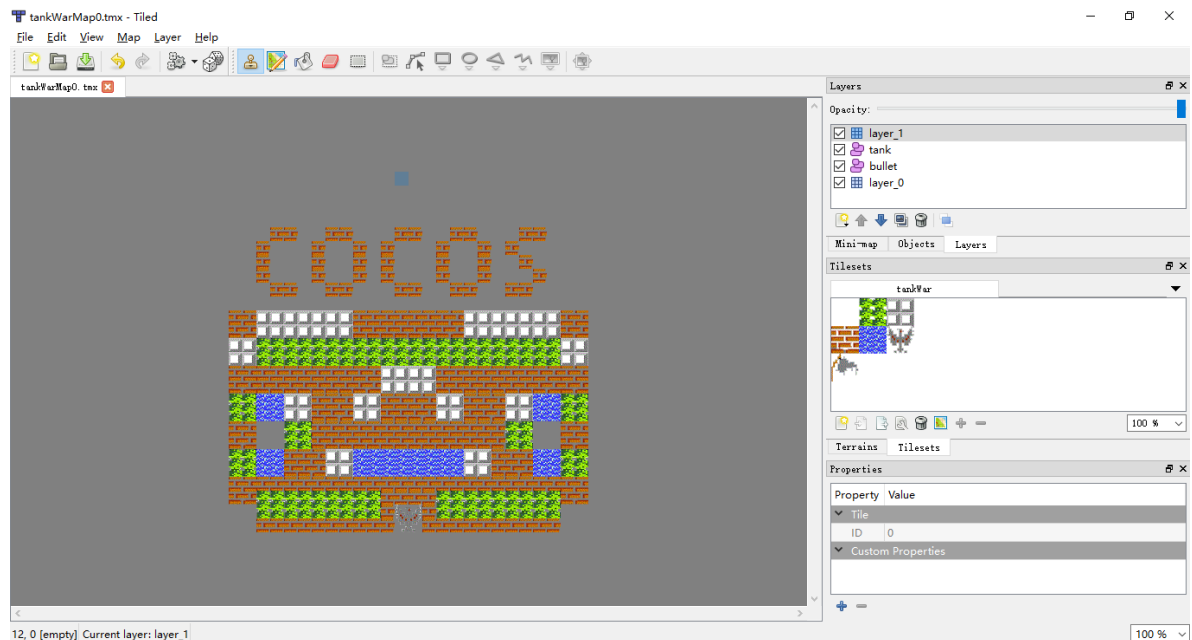 tankWarMap0.tmx - Tiled
File Edit View Map Layer Help
tankWarMap0.tmx
COCOS
Layers
Opacity:
layer_1
tank
bullet
layer_0
Mini-map Objects Layers
Tilesets
tankWar
100 %
Terrains Tilesets
Properties
Property Value
Tile
ID 0
Custom Properties
12, 0 [empty] Current layer: layer_1
100 %